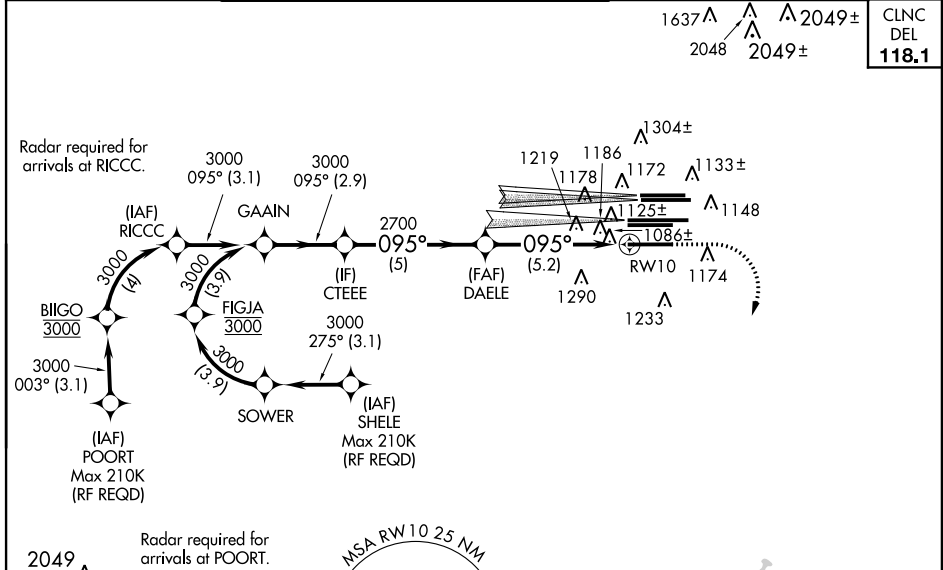 1637
2048
2049±
2049±
CLNC
DEL
118.1
Radar required for
arrivals at RICCC.
3000
095° (3.1)
3000
095° (2.9)
1304±
1219
1186
1178
1172
1133±
1148
1125±
1086±
(IAF)
RICCC
GAAIN
2700
095°
(5)
095°
(5.2)
(IF)
CTEEE
(FAF)
DAELE
RW10
1174
1290
1233
3000
(4)
3000
(3.9)
BIIGO
3000
FIGJA
3000
3000
275° (3.1)
3000
003° (3.1)
3000
(3.9)
SOWER
(IAF)
SHELE
Max 210K
(RF REQD)
(IAF)
POORT
Max 210K
(RF REQD)
2049
Radar required for
arrivals at POORT.
MSA RW10 25 NM